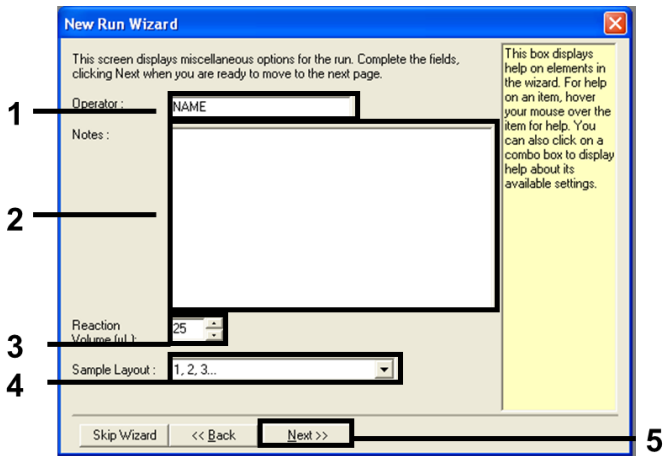 New Run Wizard
This screen displays miscellaneous options for the run. Complete the fields,
clicking Next when you are ready to move to the next page.
This box displays
help on elements in
the wizard. For help
on an item, hover
your mouse over the
item for help. You
can also click on a
combo box to display
help about its
available settings.
1
Operator :
NAME
Notes :
2
Reaction
Volume (µL):
25
3
Sample Layout :
1, 2, 3...
4
Skip Wizard
<< Back
Next >>
5